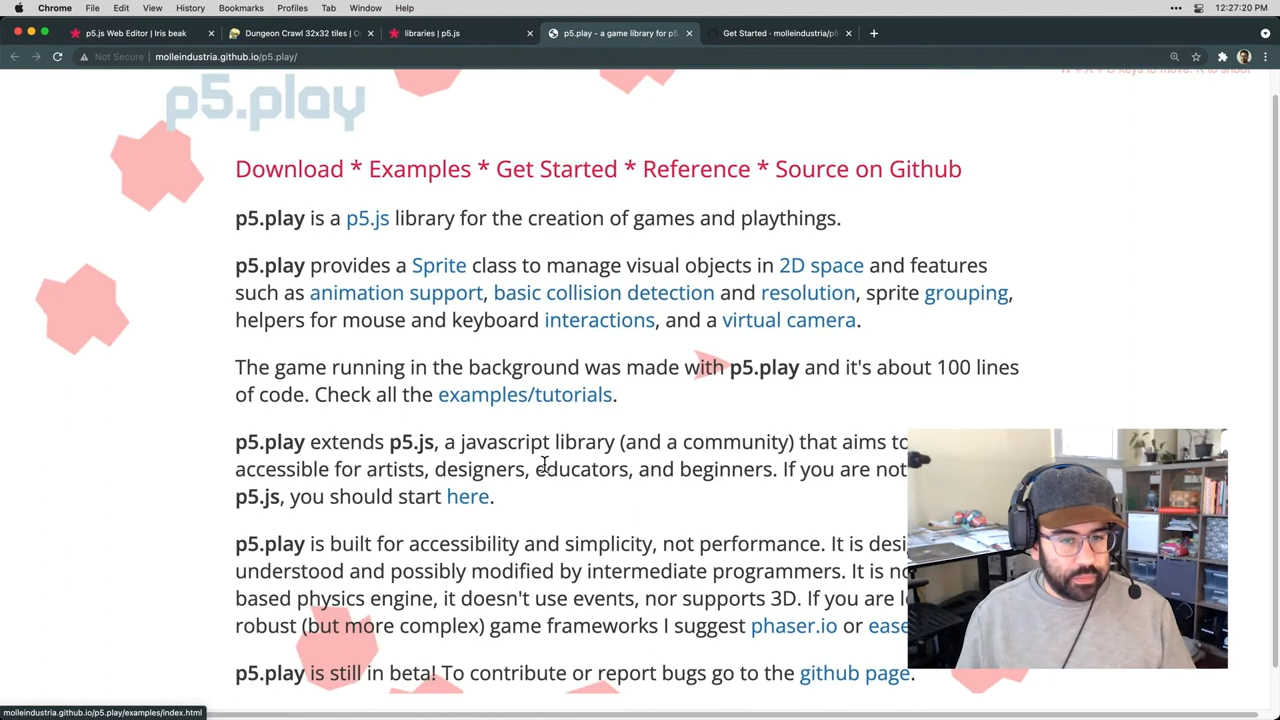 Chrome File Edit View History Bookmarks Profiles Tab Window Help 12:27:20 PM
p5.js Web Editor | Iris beak
Dungeon Crawl 32x32 tiles | O
libraries | p5.js
p5.play - a game library for p5.
Get Started · molleindustria/p5
Not Secure molleindustria.github.io/p5.play/
W + A + D keys to move. K to shoot
p5.play
Download * Examples * Get Started * Reference * Source on Github
p5.play is a p5.js library for the creation of games and playthings.
p5.play provides a Sprite class to manage visual objects in 2D space and features
such as animation support, basic collision detection and resolution, sprite grouping,
helpers for mouse and keyboard interactions, and a virtual camera.
The game running in the background was made with p5.play and it's about 100 lines
of code. Check all the examples/tutorials.
p5.play extends p5.js, a javascript library (and a community) that aims to
accessible for artists, designers, educators, and beginners. If you are not
p5.js, you should start here.
p5.play is built for accessibility and simplicity, not performance. It is desi
understood and possibly modified by intermediate programmers. It is no
based physics engine, it doesn't use events, nor supports 3D. If you are l
robust (but more complex) game frameworks I suggest phaser.io or ease
p5.play is still in beta! To contribute or report bugs go to the github page.
molleindustria.github.io/p5.play/examples/index.html